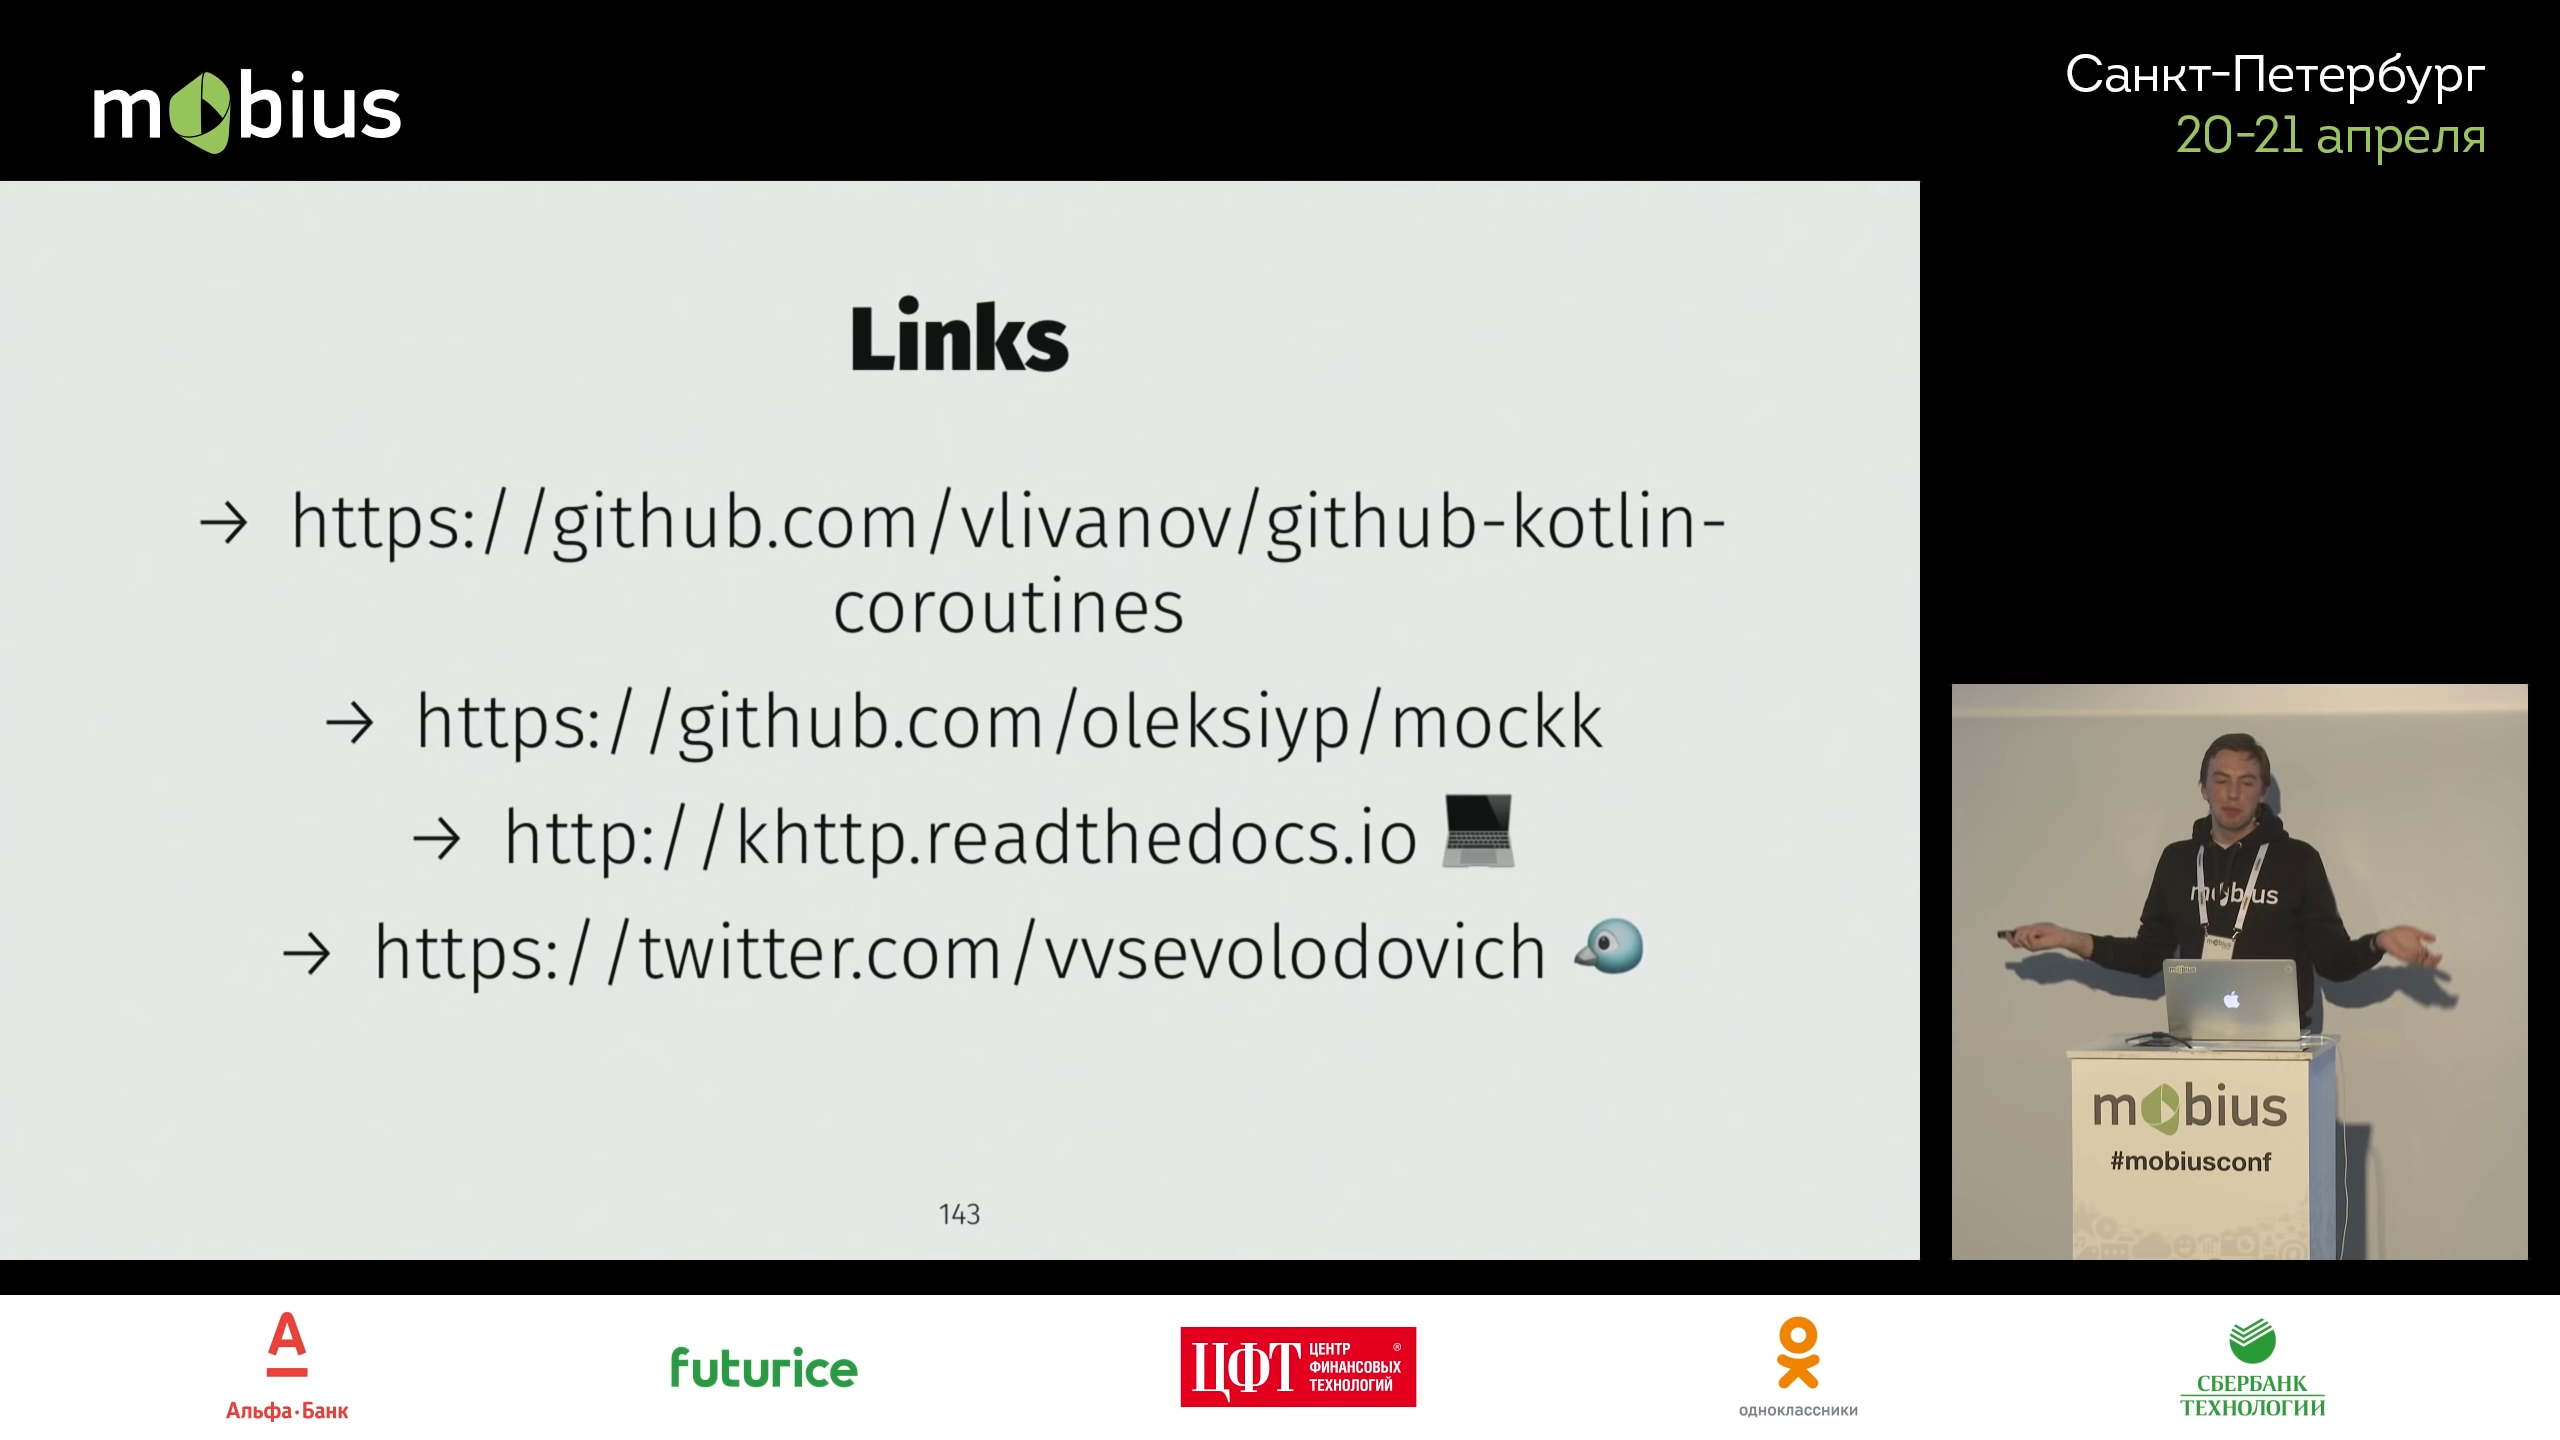 mobius
Санкт-Петербург
20-21 апреля
Links
→ https://github.com/vlivanov/github-kotlin-
coroutines
→ https://github.com/oleksiyp/mockk
→ http://khttp.readthedocs.io
→ https://twitter.com/vvsevolodovich
143
mobius
mobius
#mobiusconf
А
Альфа·Банк
futurice
ЦФТ ЦЕНТР ®
ФИНАНСОВЫХ
ТЕХНОЛОГИЙ
одноклассники
СБЕРБАНК
ТЕХНОЛОГИИ